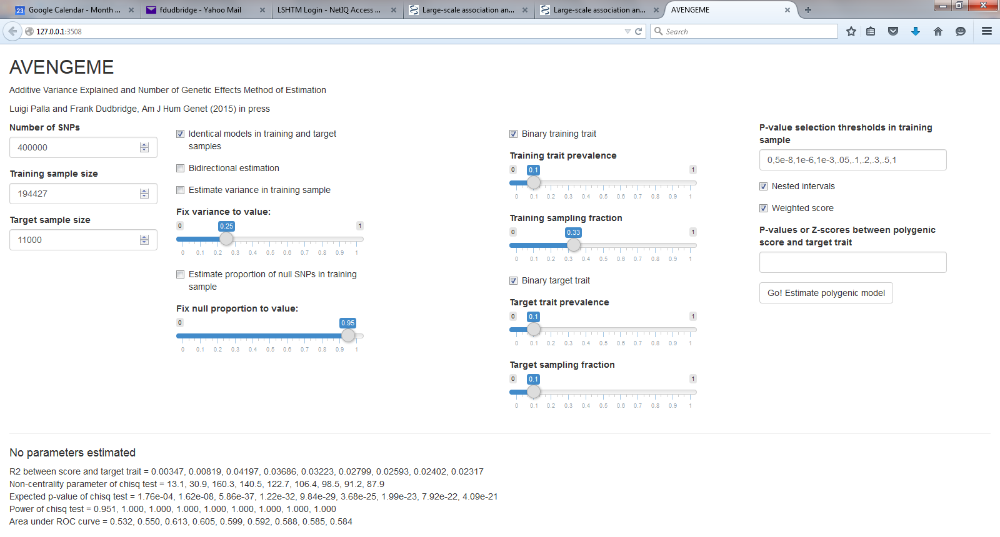 23 Google Calendar - Month ...
fdudbridge - Yahoo Mail
LSHTM Login - NetIQ Access ...
Large-scale association an...
Large-scale association an...
AVENGEME
127.0.0.1:3508
Search
AVENGEME
Additive Variance Explained and Number of Genetic Effects Method of Estimation
Luigi Palla and Frank Dudbridge, Am J Hum Genet (2015) in press
Number of SNPs
400000
Training sample size
194427
Target sample size
11000
Identical models in training and target
samples
Bidirectional estimation
Estimate variance in training sample
Fix variance to value:
0 0.25 1
0 0.1 0.2 0.3 0.4 0.5 0.6 0.7 0.8 0.9 1
Estimate proportion of null SNPs in training
sample
Fix null proportion to value:
0 0.95
0 0.1 0.2 0.3 0.4 0.5 0.6 0.7 0.8 0.9 1
Binary training trait
Training trait prevalence
0 0.1 1
0 0.1 0.2 0.3 0.4 0.5 0.6 0.7 0.8 0.9 1
Training sampling fraction
0 0.33 1
0 0.1 0.2 0.3 0.4 0.5 0.6 0.7 0.8 0.9 1
Binary target trait
Target trait prevalence
0 0.1 1
0 0.1 0.2 0.3 0.4 0.5 0.6 0.7 0.8 0.9 1
Target sampling fraction
0 0.1 1
0 0.1 0.2 0.3 0.4 0.5 0.6 0.7 0.8 0.9 1
P-value selection thresholds in training
sample
0,5e-8,1e-6,1e-3,.05,.1,.2,.3,.5,1
Nested intervals
Weighted score
P-values or Z-scores between polygenic
score and target trait
Go! Estimate polygenic model
No parameters estimated
R2 between score and target trait = 0.00347, 0.00819, 0.04197, 0.03686, 0.03223, 0.02799, 0.02593, 0.02402, 0.02317
Non-centrality parameter of chisq test = 13.1, 30.9, 160.3, 140.5, 122.7, 106.4, 98.5, 91.2, 87.9
Expected p-value of chisq test = 1.76e-04, 1.62e-08, 5.86e-37, 1.22e-32, 9.84e-29, 3.68e-25, 1.99e-23, 7.92e-22, 4.09e-21
Power of chisq test = 0.951, 1.000, 1.000, 1.000, 1.000, 1.000, 1.000, 1.000, 1.000
Area under ROC curve = 0.532, 0.550, 0.613, 0.605, 0.599, 0.592, 0.588, 0.585, 0.584